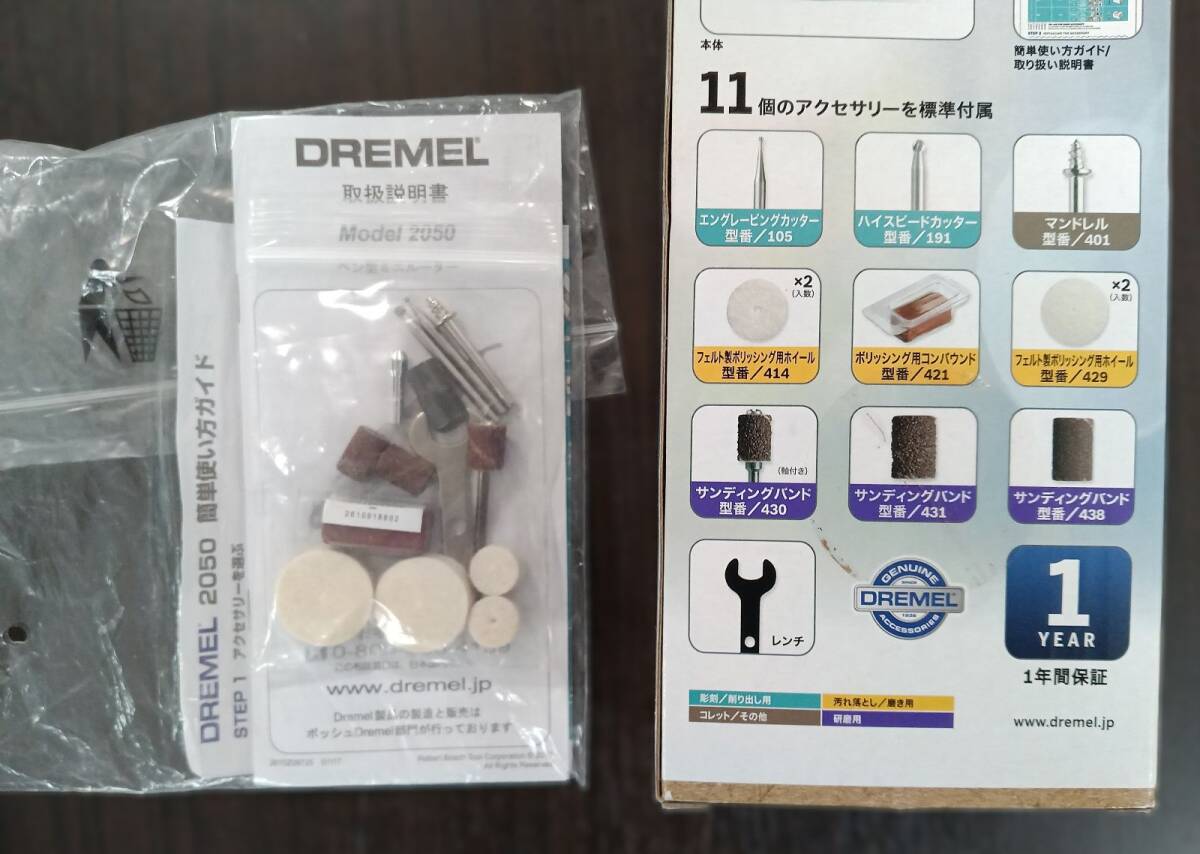 DREMEL
取扱説明書
Model 2050
ペン型ミニルーター
2610018802
www.dremel.jp
Dremel製品の製造と販売は
ボッシュDremel部門が行っております
All Rights Reserved
DREMEL 2050 簡単使い方ガイド
STEP 1 アクセサリーを選ぶ
本体
簡単使い方ガイド/
取り扱い説明書
11個のアクセサリーを標準付属
エングレービングカッター
型番/105
ハイスピードカッター
型番/191
マンドレル
型番/401
×2
(入数)
フェルト製ポリッシング用ホイール
型番/414
ポリッシング用コンパウンド
型番/421
×2
(入数)
フェルト製ポリッシング用ホイール
型番/429
(軸付き)
サンディングバンド
型番/430
サンディングバンド
型番/431
サンディングバンド
型番/438
レンチ
GENUINE
SINCE
DREMEL
1935
ACCESSORIES
1
YEAR
1年間保証
彫刻/削り出し用
汚れ落とし/磨き用
コレット/その他
研磨用
www.dremel.jp